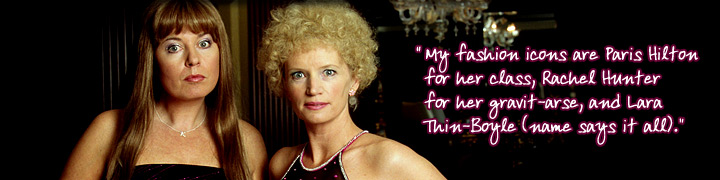 "My fashion icons are Paris Hilton
for her class, Rachel Hunter
for her gravit-arse, and Lara
Thin-Boyle (name says it all)."